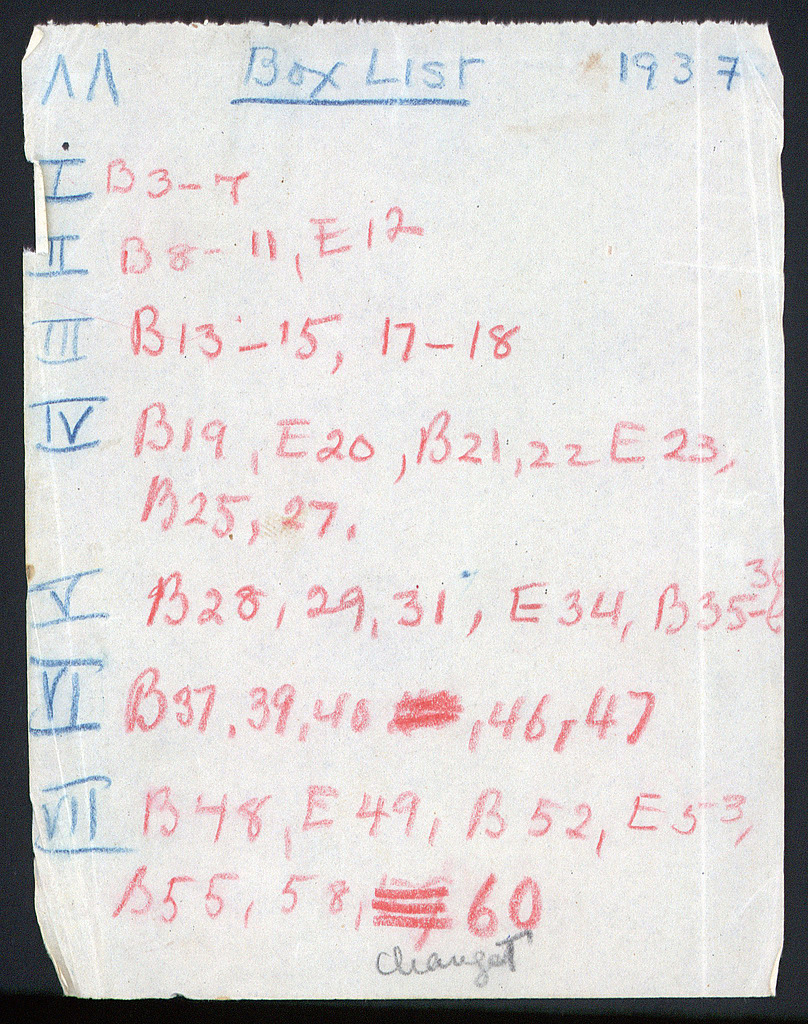 ΛΛ Box List 1937
I B3-7
II B8-11, E12
III B13-15, 17-18
IV B19, E20, B21, 22 E23,
B25, 27.
V B28, 29, 31, E34, B35-36
VI B37, 39, 40, 46, 47
VII B48, E49, B52, E53,
B55, 58, 60